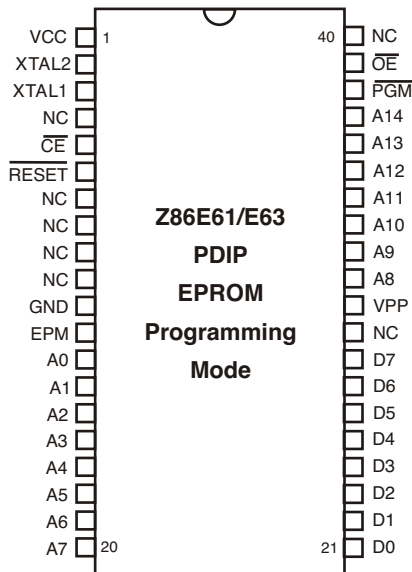 VCC 1 40 NC
XTAL2 OE
XTAL1 PGM
NC A14
CE A13
RESET A12
NC A11
NC A10
NC A9
NC A8
GND VPP
EPM NC
A0 D7
A1 D6
A2 D5
A3 D4
A4 D3
A5 D2
A6 D1
A7 20 21 D0
Z86E61/E63
PDIP
EPROM
Programming
Mode